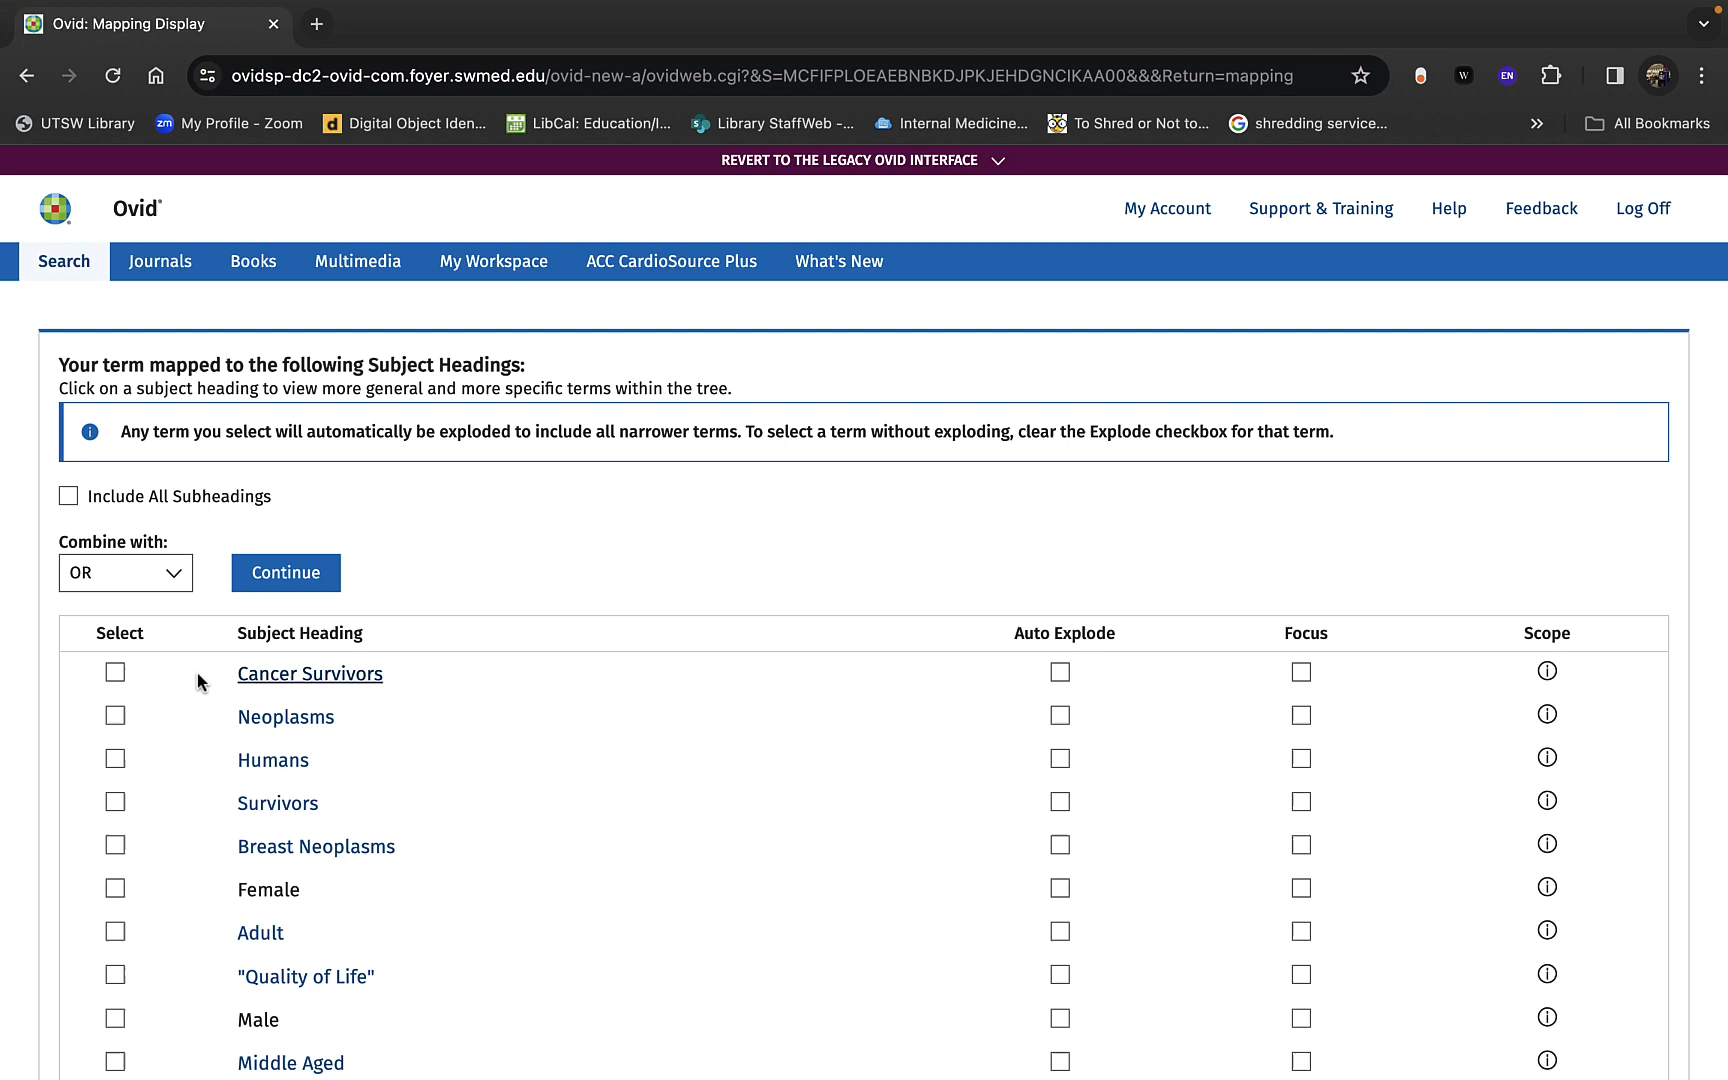 Ovid: Mapping Display
ovidsp-dc2-ovid-com.foyer.swmed.edu/ovid-new-a/ovidweb.cgi?&S=MCFIFPLOEAEBNBKDJPKJEHDGNCIKAA00&&&Return=mapping
W
EN
UTSW Library
zm
My Profile - Zoom
d
Digital Object Iden...
LibCal: Education/I...
Library StaffWeb -...
Internal Medicine...
To Shred or Not to...
shredding service...
All Bookmarks
REVERT TO THE LEGACY OVID INTERFACE
Ovid®
My Account
Support & Training
Help
Feedback
Log Off
Search
Journals
Books
Multimedia
My Workspace
ACC CardioSource Plus
What's New
Your term mapped to the following Subject Headings:
Click on a subject heading to view more general and more specific terms within the tree.
Any term you select will automatically be exploded to include all narrower terms. To select a term without exploding, clear the Explode checkbox for that term.
Include All Subheadings
Combine with:
OR
Continue
Select Subject Heading Auto Explode Focus Scope
Cancer Survivors
Neoplasms
Humans
Survivors
Breast Neoplasms
Female
Adult
"Quality of Life"
Male
Middle Aged